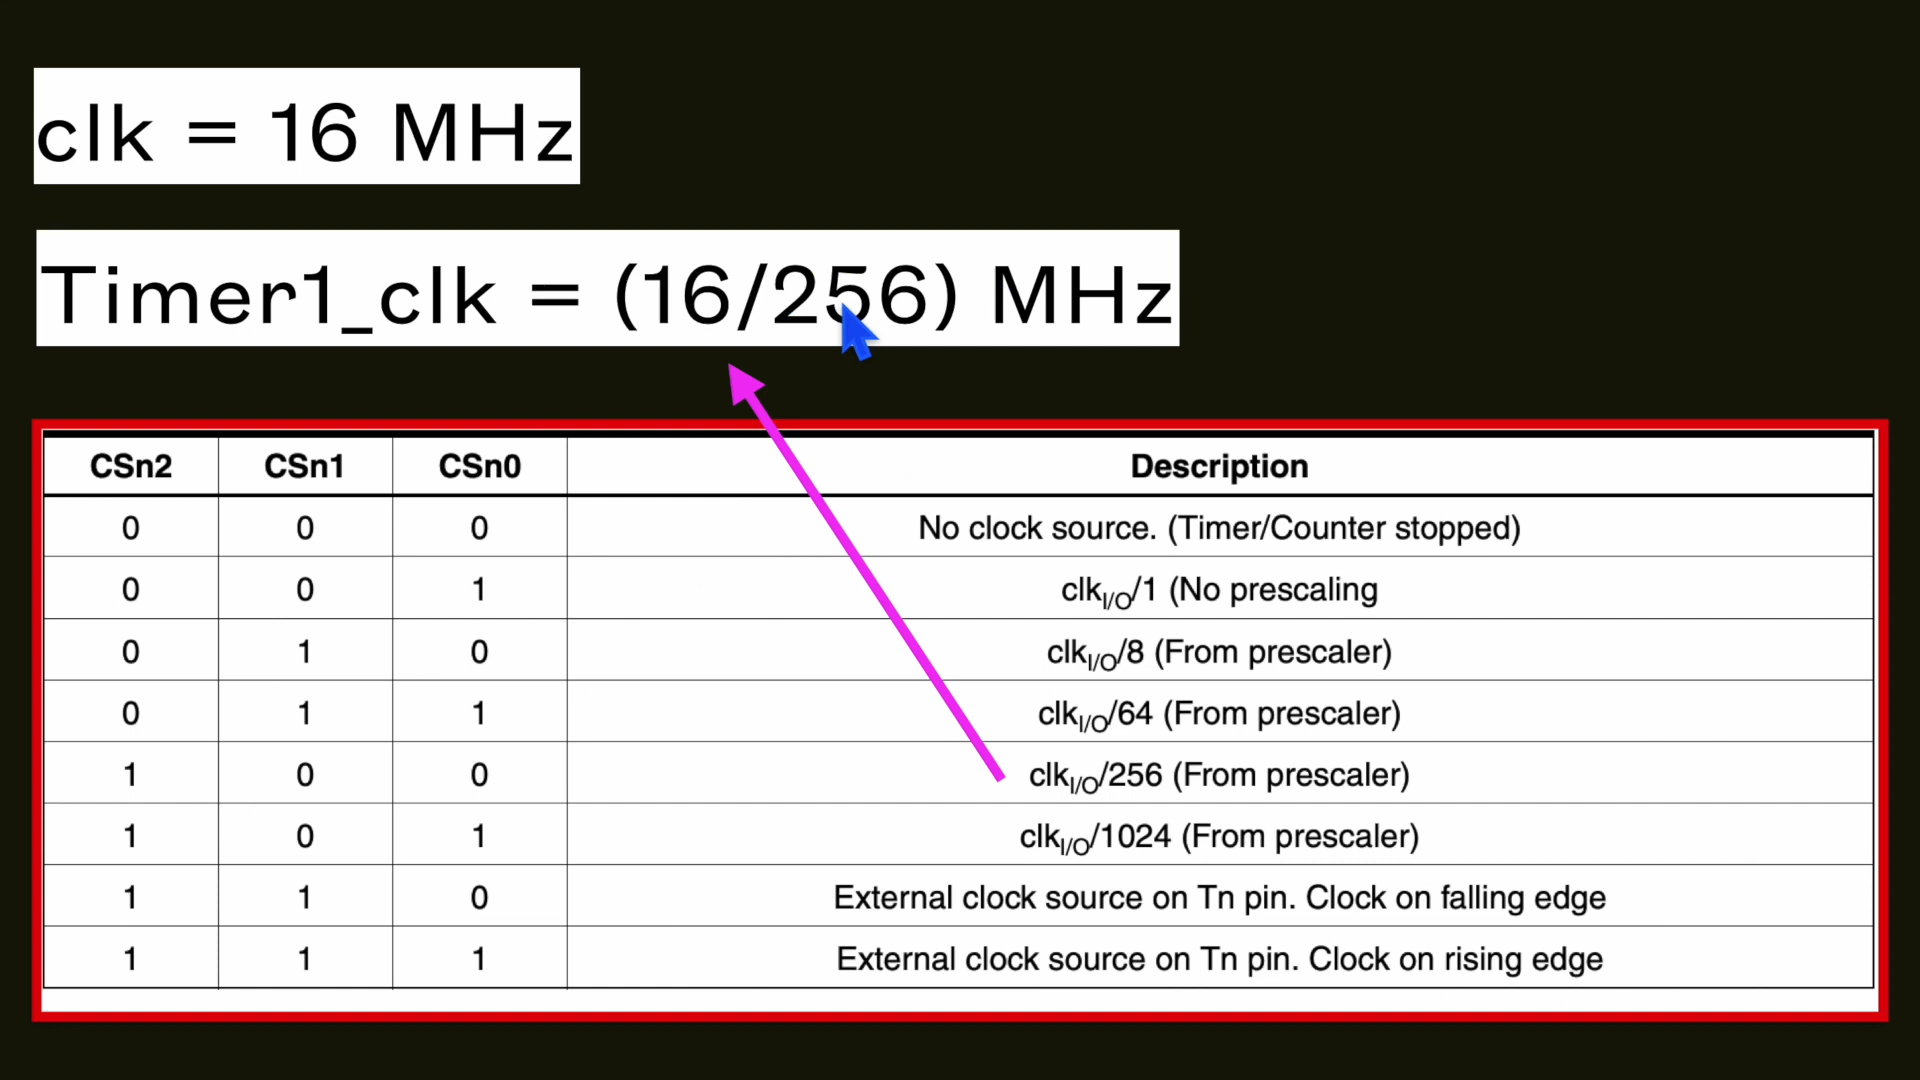 clk = 16 MHz
Timer1_clk = (16/256) MHz
CSn2 CSn1 CSn0 Description
0 0 0 No clock source. (Timer/Counter stopped)
0 0 1 clkI/O/1 (No prescaling
0 1 0 clkI/O/8 (From prescaler)
0 1 1 clkI/O/64 (From prescaler)
1 0 0 clkI/O/256 (From prescaler)
1 0 1 clkI/O/1024 (From prescaler)
1 1 0 External clock source on Tn pin. Clock on falling edge
1 1 1 External clock source on Tn pin. Clock on rising edge